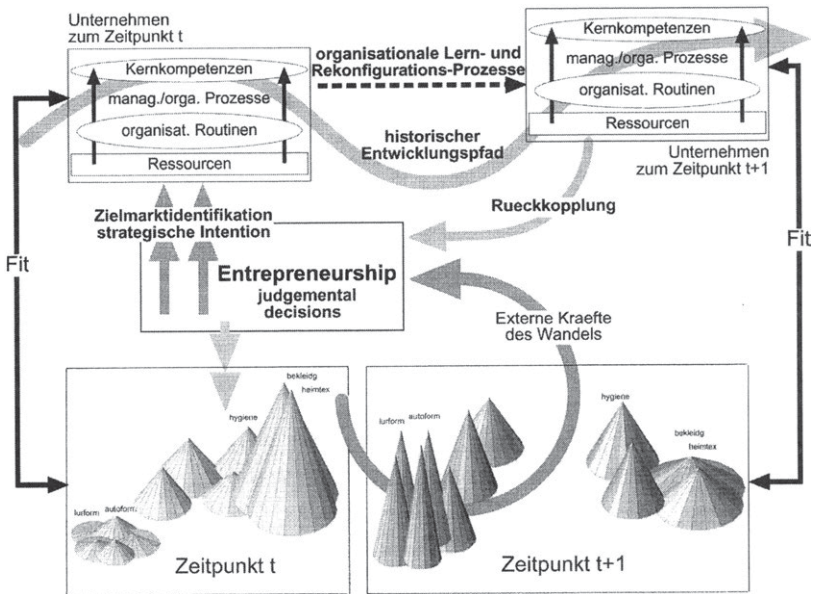 Unternehmen
zum Zeitpunkt t
Kernkompetenzen
manag./orga. Prozesse
organisat. Routinen
Ressourcen
organisationale Lern- und
Rekonfigurations-Prozesse
historischer
Entwicklungspfad
Kernkompetenzen
manag./orga. Prozesse
organisat. Routinen
Ressourcen
Unternehmen
zum Zeitpunkt t+1
Rueckkopplung
Zielmarktidentifikation
strategische Intention
Fit
Fit
Entrepreneurship
judgemental
decisions
Externe Kraefte
des Wandels
bekleidg
heimtex
hygiene
lurform
autoform
Zeitpunkt t
lurform
autoform
hygiene
bekleidg
heimtex
Zeitpunkt t+1